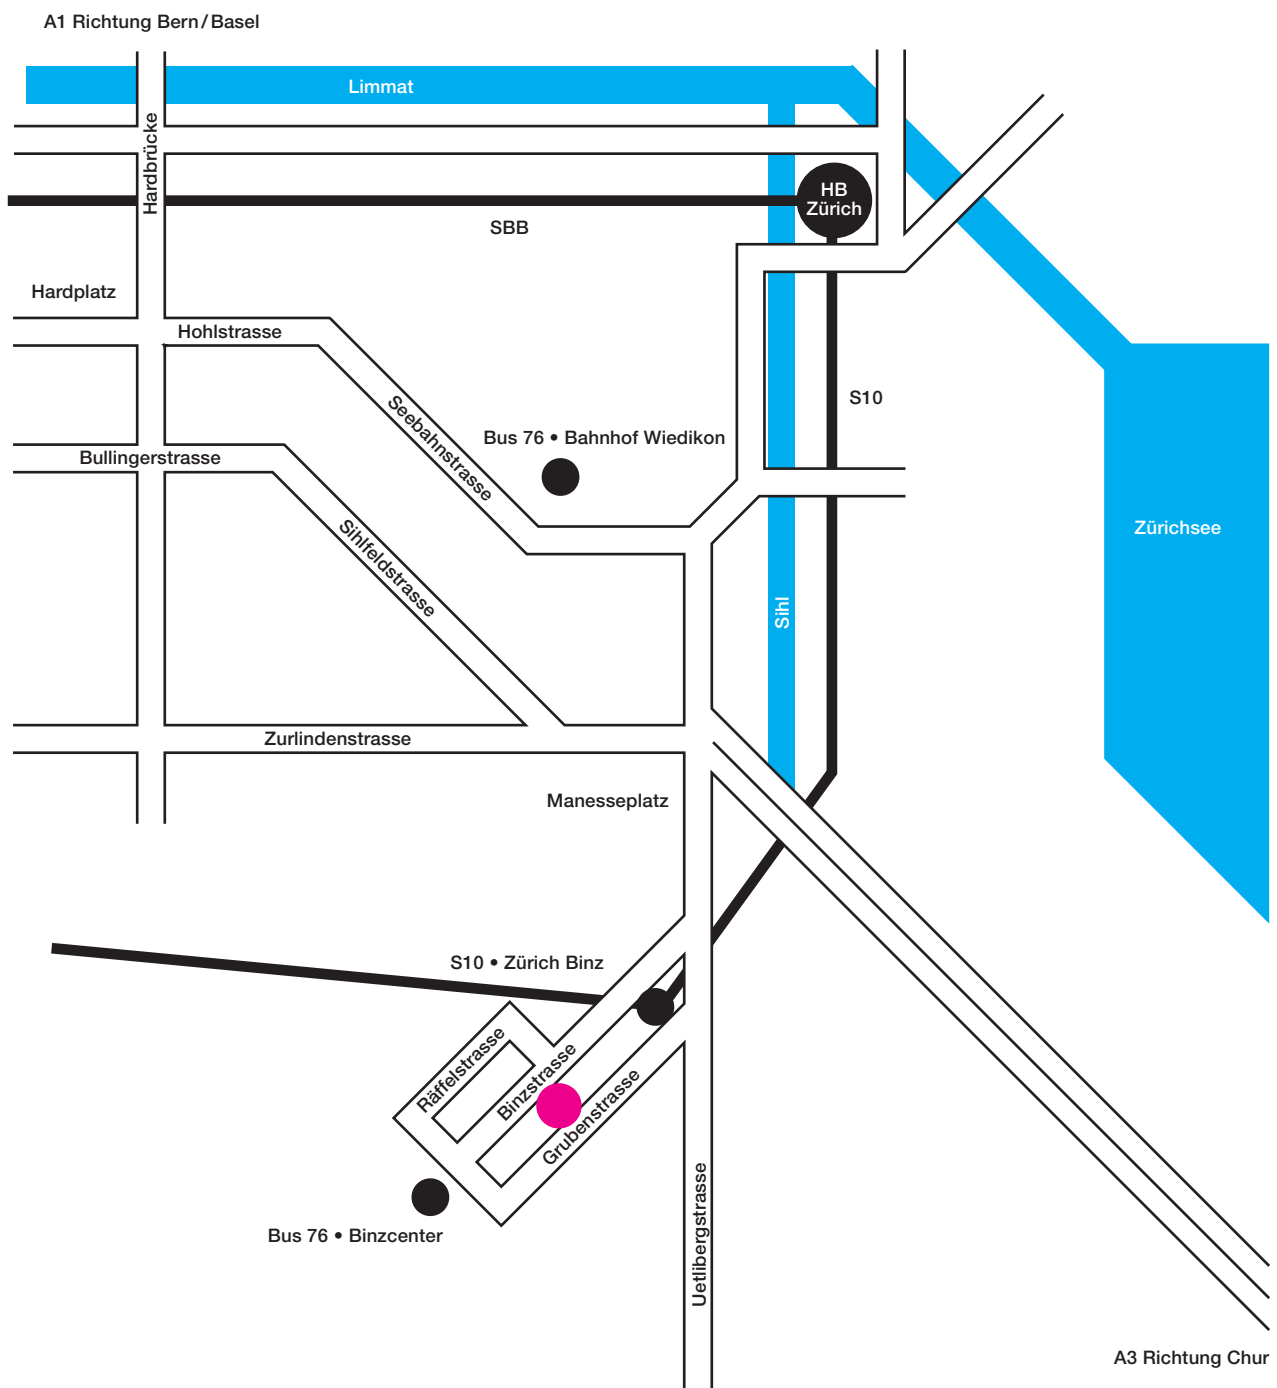 A1 Richtung Bern/Basel
Limmat
Hardbrücke
HB
Zürich
SBB
Hardplatz
Hohlstrasse
S10
Seebahnstrasse
Bus 76 • Bahnhof Wiedikon
Bullingerstrasse
Zürichsee
Sihlfeldstrasse
Sihl
Zurlindenstrasse
Manesseplatz
S10 • Zürich Binz
Räffelstrasse
Binzstrasse
Grubenstrasse
Uetlibergstrasse
Bus 76 • Binzcenter
A3 Richtung Chur